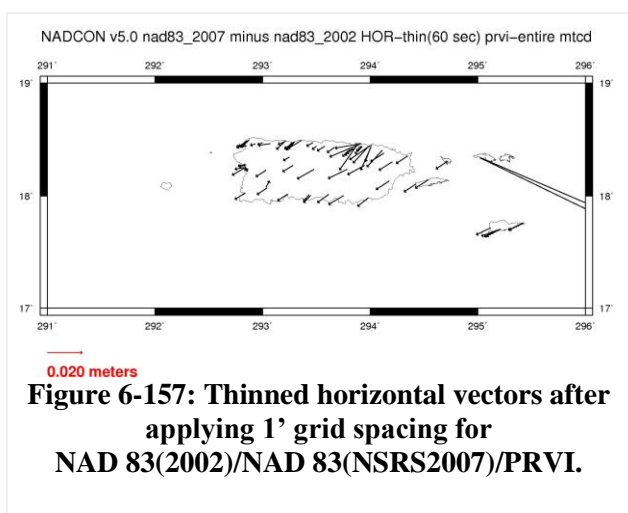 NADCON v5.0 nad83_2007 minus nad83_2002 HOR-thin(60 sec) prvi-entire mtcd
291° 292° 293° 294° 295° 296°
19° 19°
18° 18°
17° 17°
291° 292° 293° 294° 295° 296°
0.020 meters
Figure 6-157: Thinned horizontal vectors after
applying 1’ grid spacing for
NAD 83(2002)/NAD 83(NSRS2007)/PRVI.